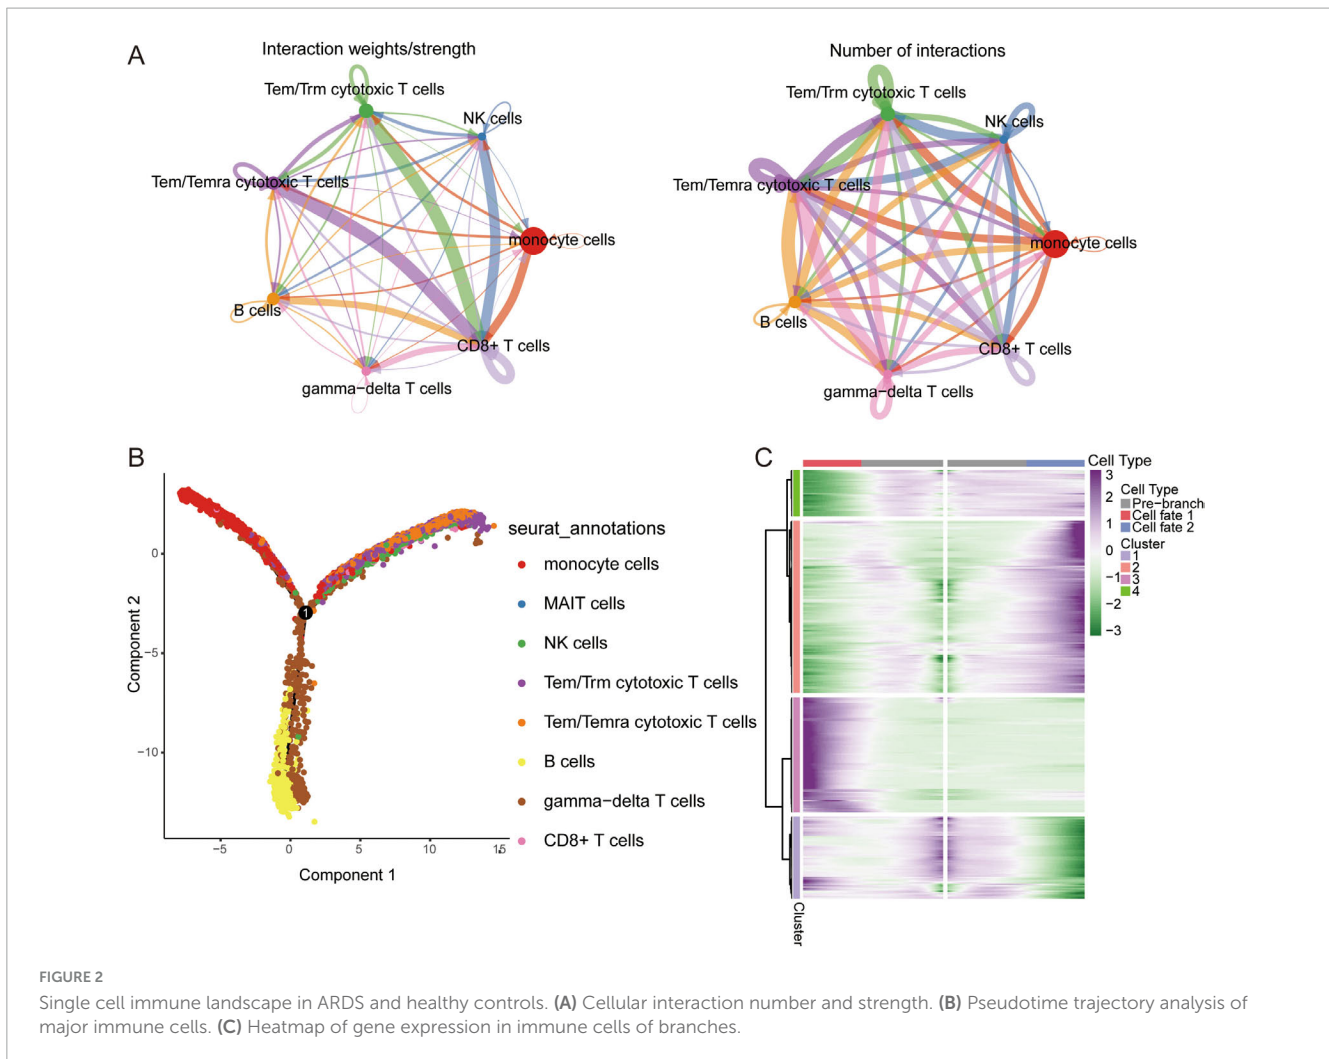 A
Interaction weights/strength
Tem/Trm cytotoxic T cells
NK cells
Tem/Temra cytotoxic T cells
monocyte cells
B cells
CD8+ T cells
gamma−delta T cells
Number of interactions
Tem/Trm cytotoxic T cells
NK cells
Tem/Temra cytotoxic T cells
monocyte cells
B cells
CD8+ T cells
gamma−delta T cells
B
Component 2
0
−5
−10
−5
0
5
10
15
Component 1
1
seurat_annotations
monocyte cells
MAIT cells
NK cells
Tem/Trm cytotoxic T cells
Tem/Temra cytotoxic T cells
B cells
gamma−delta T cells
CD8+ T cells
C
Cell Type
3
2
1
0
−1
−2
−3
Cell Type
Pre−branch
Cell fate 1
Cell fate 2
Cluster
1
2
3
4
Cluster
FIGURE 2
Single cell immune landscape in ARDS and healthy controls. (A) Cellular interaction number and strength. (B) Pseudotime trajectory analysis of
major immune cells. (C) Heatmap of gene expression in immune cells of branches.